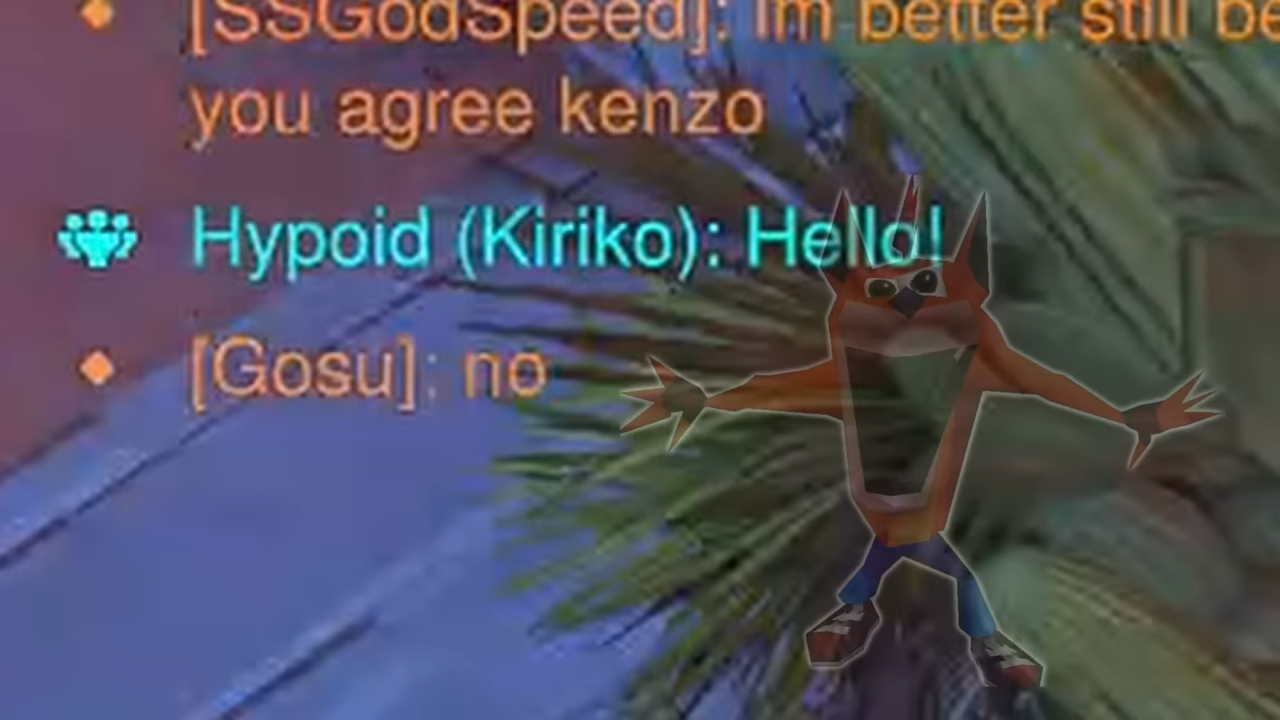 [SSGodSpeed]: Im better still be
you agree kenzo
Hypoid (Kiriko): Hello!
[Gosu]: no